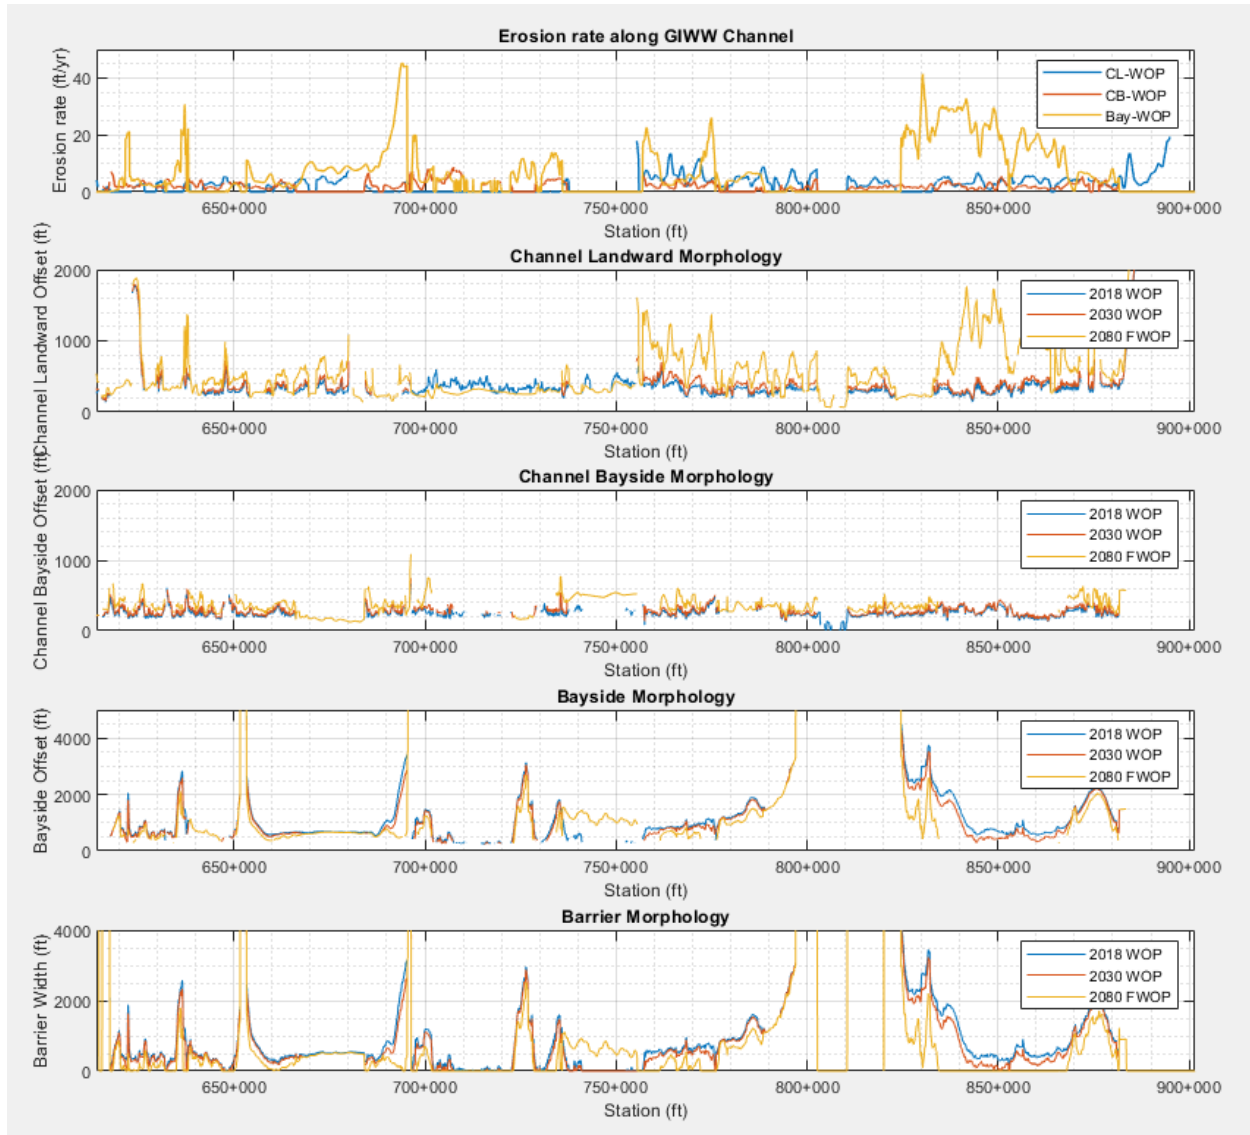 Erosion rate along GIWW Channel
Erosion rate (ft/yr)
40
20
0
CL-WOP
CB-WOP
Bay-WOP
650+000 700+000 750+000 800+000 850+000 900+000
Station (ft)
Channel Landward Morphology
Channel Landward Offset (ft)
2000
1000
0
2018 WOP
2030 WOP
2080 FWOP
650+000 700+000 750+000 800+000 850+000 900+000
Station (ft)
Channel Bayside Morphology
Channel Bayside Offset (ft)
2000
1000
0
2018 WOP
2030 WOP
2080 FWOP
650+000 700+000 750+000 800+000 850+000 900+000
Station (ft)
Bayside Morphology
Bayside Offset (ft)
4000
2000
0
2018 WOP
2030 WOP
2080 FWOP
650+000 700+000 750+000 800+000 850+000 900+000
Station (ft)
Barrier Morphology
Barrier Width (ft)
4000
2000
0
2018 WOP
2030 WOP
2080 FWOP
650+000 700+000 750+000 800+000 850+000 900+000
Station (ft)